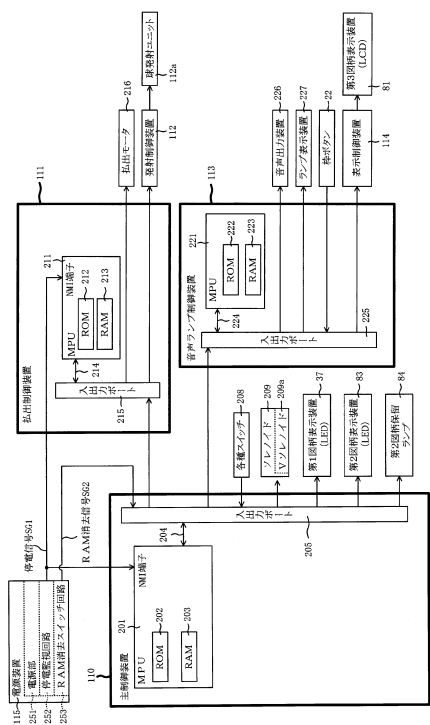 115
電源装置
251
電源部
252
停電監視回路
253
RAM消去スイッチ回路
停電信号SG1
RAM消去信号SG2
110
主制御装置
201
MPU
NMI端子
ROM
202
RAM
203
204
入出力ポート
205
払出制御装置
111
211
MPU
NMI端子
ROM
212
RAM
213
214
215
入出力ポート
払出モータ
216
発射制御装置
112
球発射ユニット
112a
各種スイッチ
208
ソレノイド
209
Vソレノイド
209a
第1図柄表示装置
(LED)
37
第2図柄表示装置
(LED)
83
第2図柄保留
ランプ
84
音声ランプ制御装置
113
221
MPU
ROM
222
RAM
223
224
入出力ポート
225
音声出力装置
226
ランプ表示装置
227
枠ボタン
22
表示制御装置
114
第3図柄表示装置
(LCD)
81